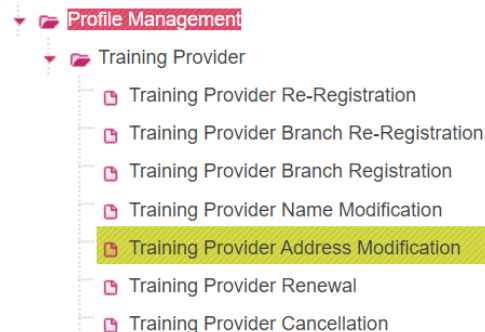 Profile Management
Training Provider
Training Provider Re-Registration
Training Provider Branch Re-Registration
Training Provider Branch Registration
Training Provider Name Modification
Training Provider Address Modification
Training Provider Renewal
Training Provider Cancellation